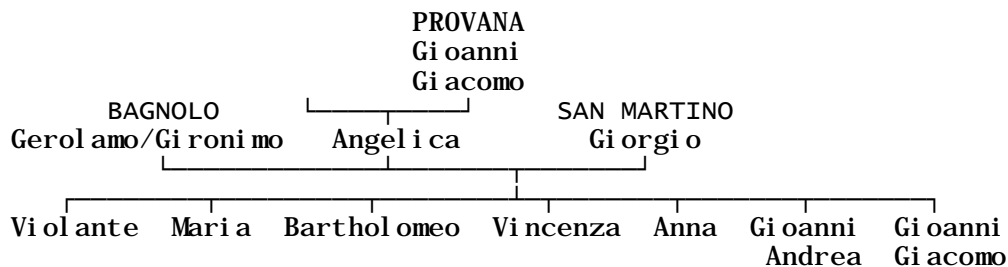 PROVANA
Gioanni
Giacomo
BAGNOLO SAN MARTINO
Gerolamo/Gironimo Angelica Giorgio
Violante Maria Bartholomeo Vincenza Anna Gioanni Gioanni
Andrea Giacomo